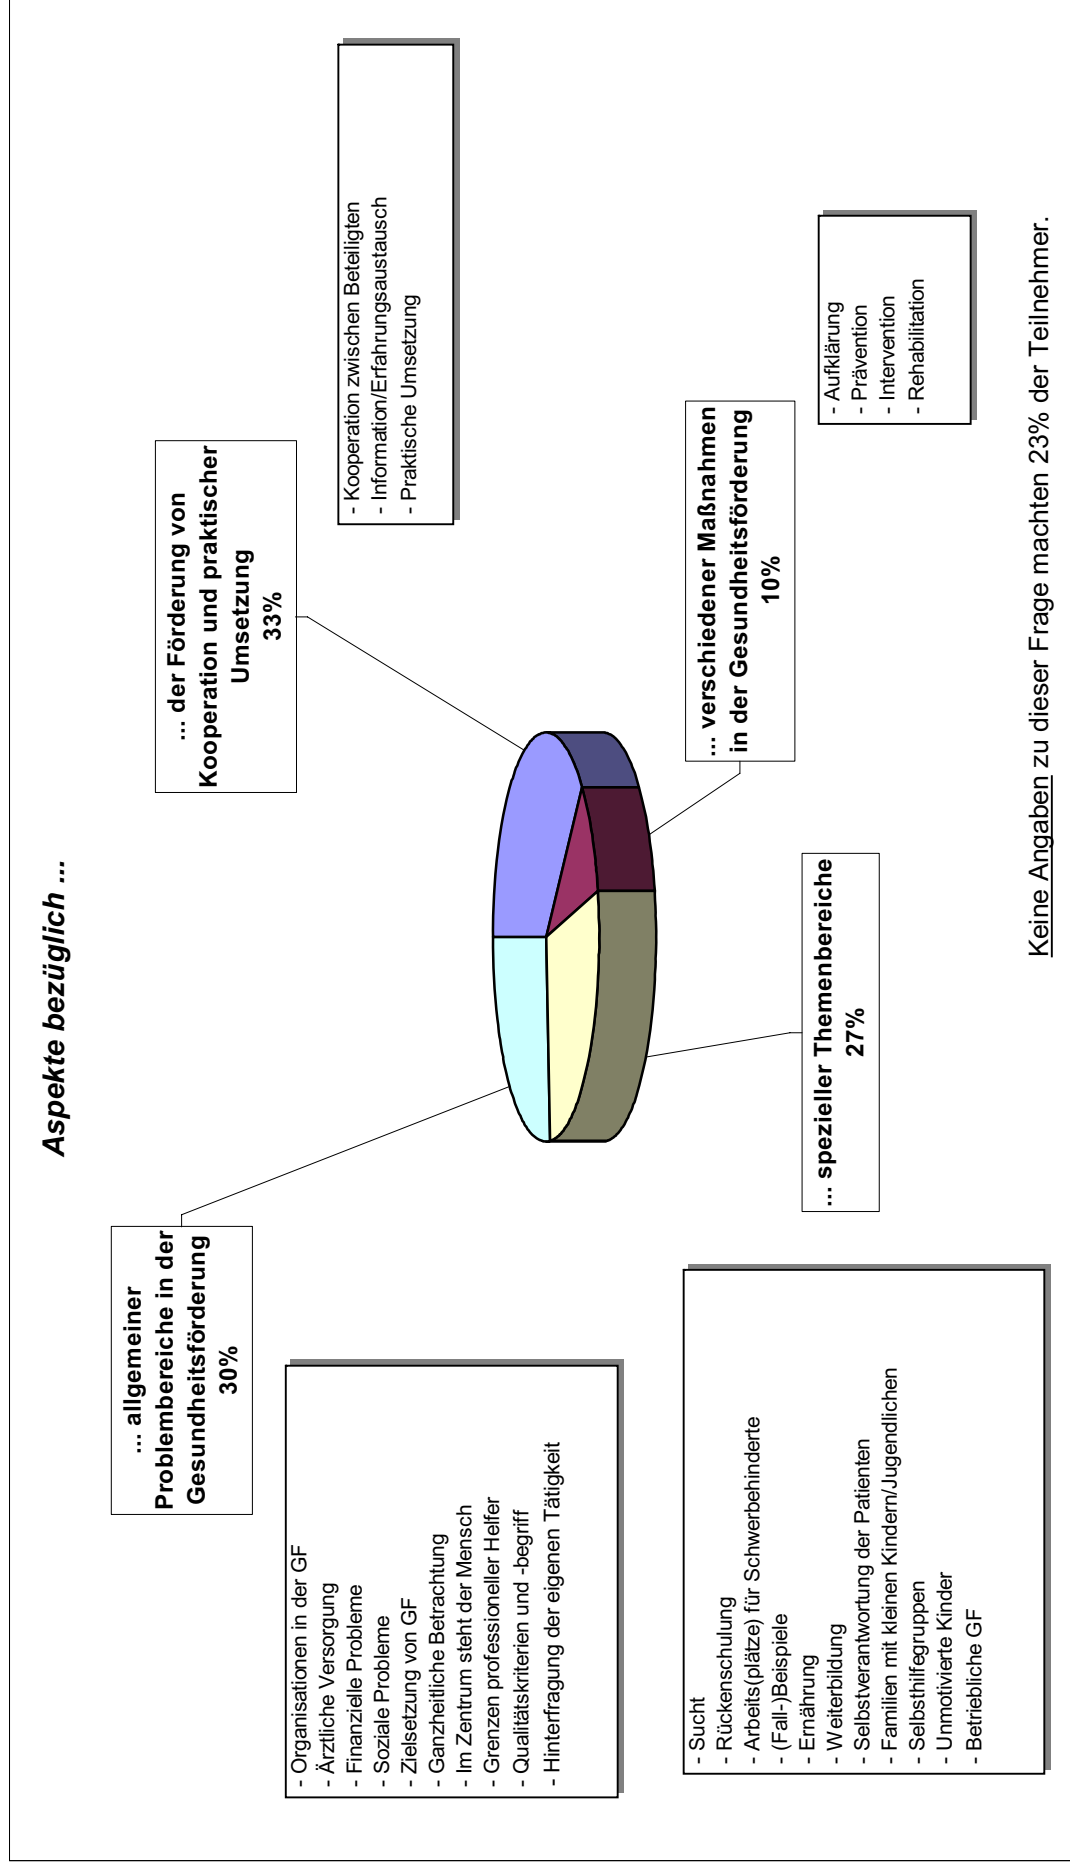 Aspekte bezüglich ...
... allgemeiner
Problembereiche in der
Gesundheitsförderung
30%
... der Förderung von
Kooperation und praktischer
Umsetzung
33%
- Organisationen in der GF
- Ärztliche Versorgung
- Finanzielle Probleme
- Soziale Probleme
- Zielsetzung von GF
- Ganzheitliche Betrachtung
- Im Zentrum steht der Mensch
- Grenzen professioneller Helfer
- Qualitätskriterien und -begriff
- Hinterfragung der eigenen Tätigkeit
- Kooperation zwischen Beteiligten
- Information/Erfahrungsaustausch
- Praktische Umsetzung
... spezieller Themenbereiche
27%
... verschiedener Maßnahmen
in der Gesundheitsförderung
10%
- Sucht
- Rückenschulung
- Arbeits(plätze) für Schwerbehinderte
- (Fall-)Beispiele
- Ernährung
- Weiterbildung
- Selbstverantwortung der Patienten
- Familien mit kleinen Kindern/Jugendlichen
- Selbsthilfegruppen
- Unmotivierte Kinder
- Betriebliche GF
- Aufklärung
- Prävention
- Intervention
- Rehabilitation
Keine Angaben zu dieser Frage machten 23% der Teilnehmer.